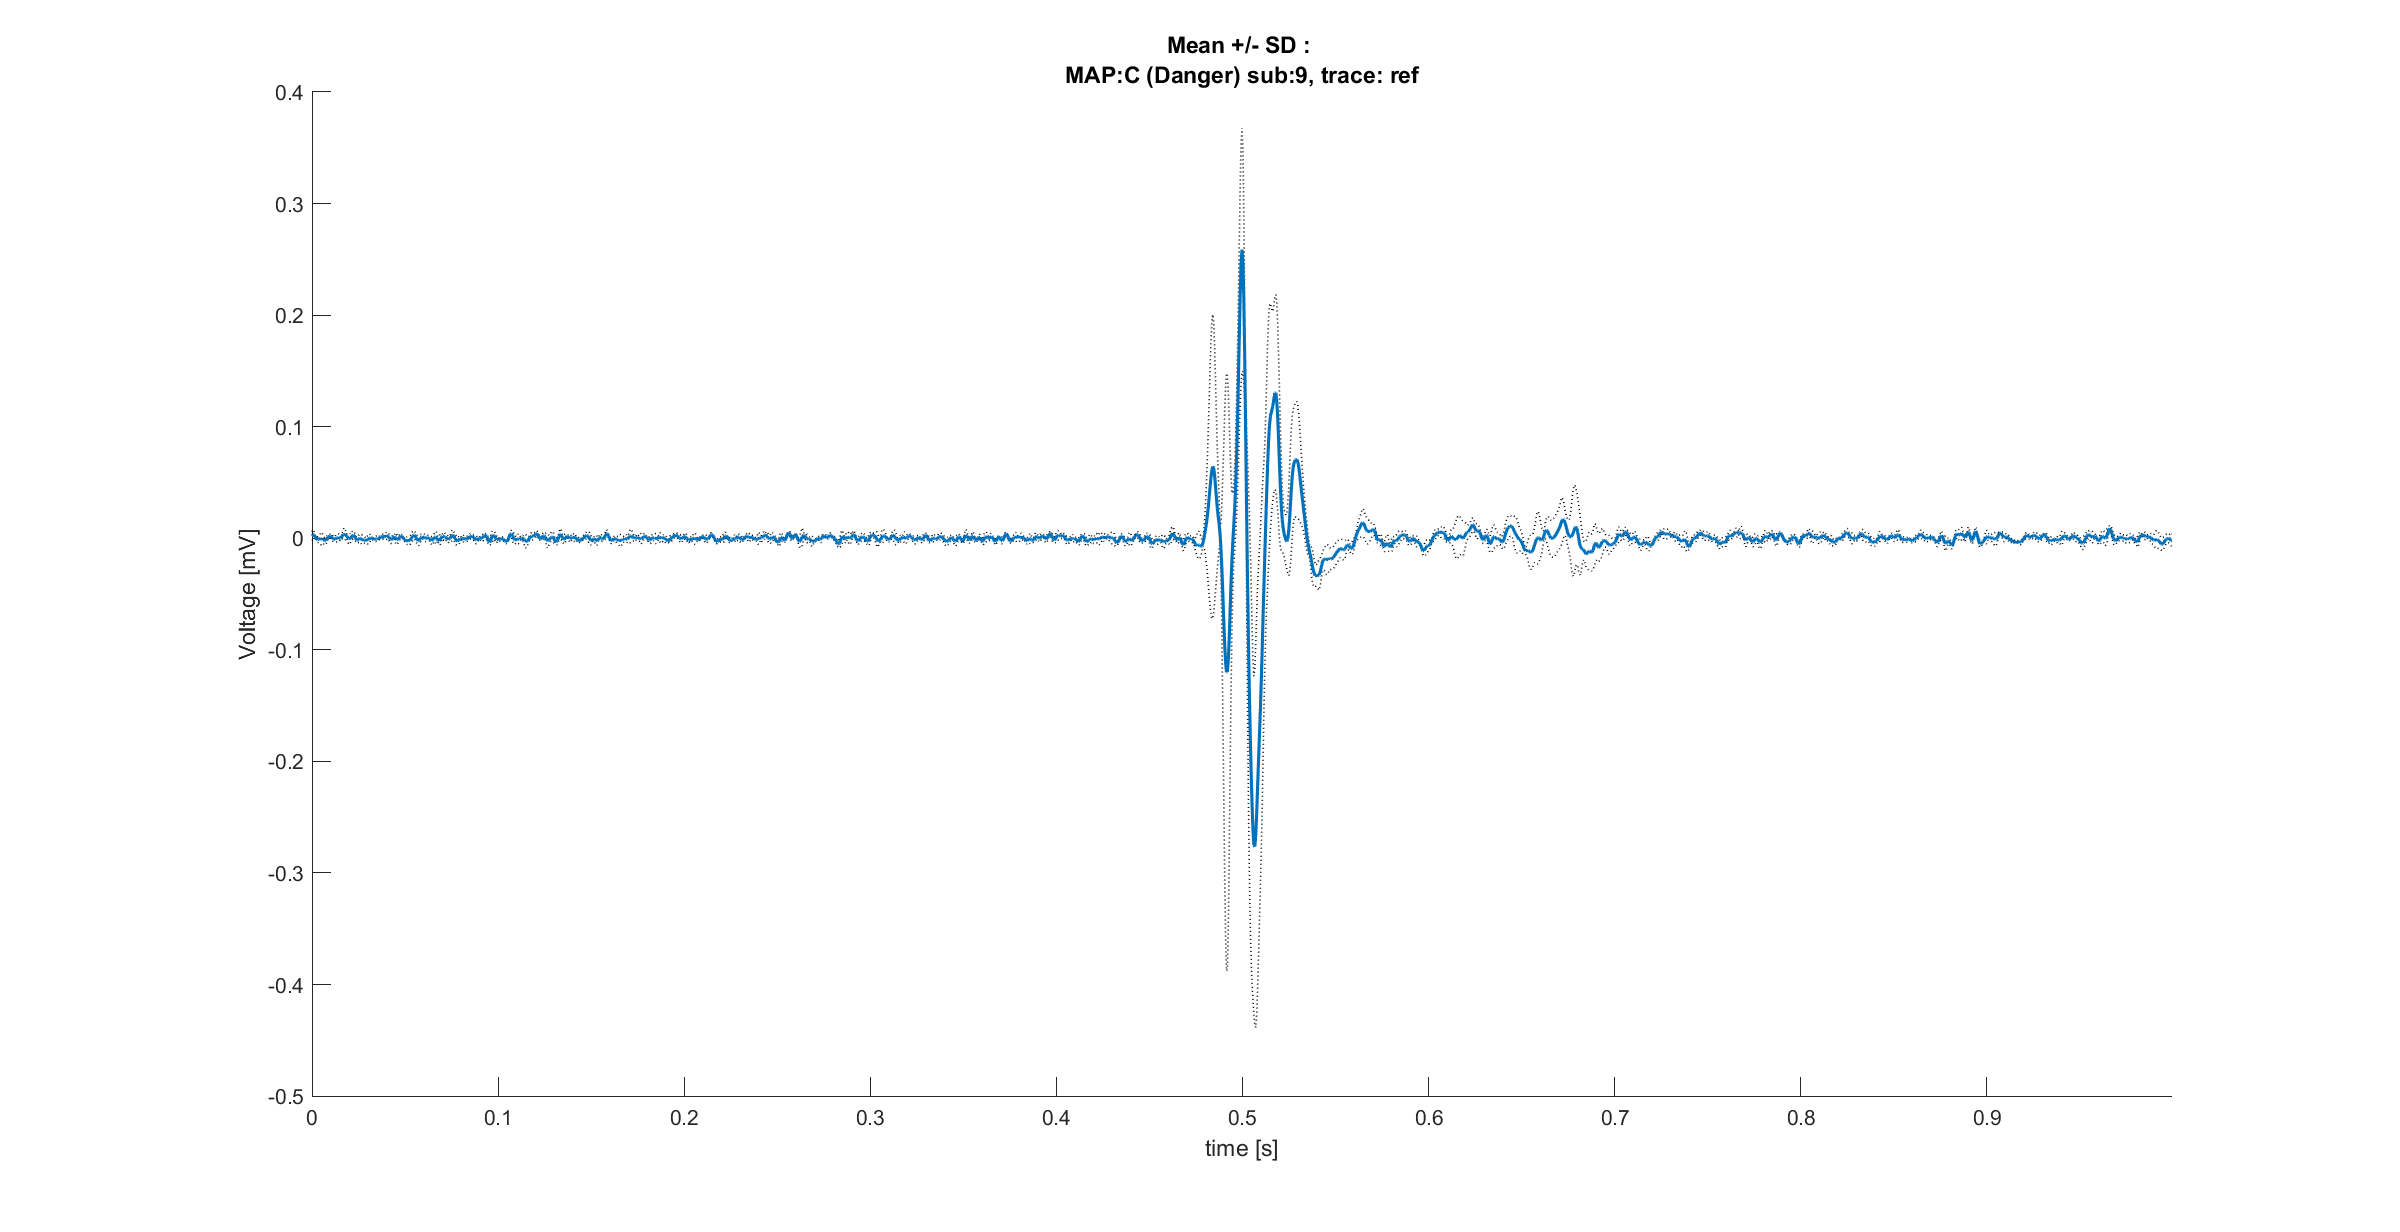 Mean +/- SD :
MAP:C (Danger) sub:9, trace: ref
0.4
0.3
0.2
0.1
0
-0.1
-0.2
-0.3
-0.4
-0.5
Voltage [mV]
0 0.1 0.2 0.3 0.4 0.5 0.6 0.7 0.8 0.9
time [s]